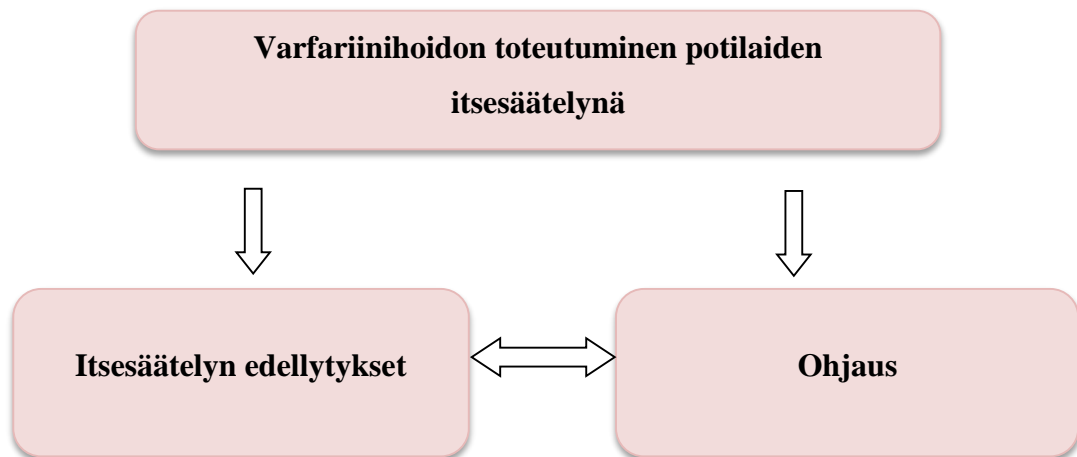 Varfariinihoidon toteutuminen potilaiden
itsesäätelynä
Itsesäätelyn edellytykset
Ohjaus